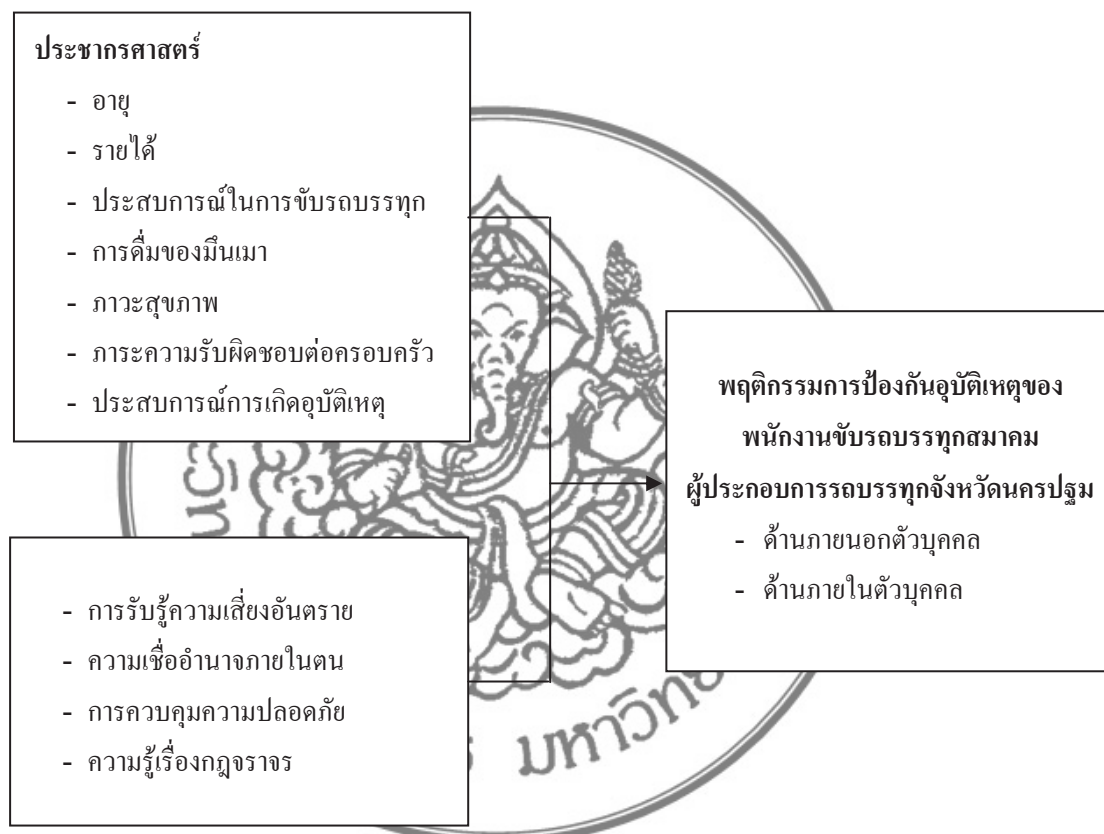 ประชากรศาสตร์
- อายุ
- รายได้
- ประสบการณ์ในการขับรถบรรทุก
- การดื่มของมึนเมา
- ภาวะสุขภาพ
- ภาระความรับผิดชอบต่อครอบครัว
- ประสบการณ์การเกิดอุบัติเหตุ
พฤติกรรมการป้องกันอุบัติเหตุของ
พนักงานขับรถบรรทุกสมาคม
ผู้ประกอบการรถบรรทุกจังหวัดนครปฐม
- ด้านภายนอกตัวบุคคล
- ด้านภายในตัวบุคคล
- การรับรู้ความเสี่ยงอันตราย
- ความเชื่ออำนาจภายในตน
- การควบคุมความปลอดภัย
- ความรู้เรื่องกฎจราจร
มหาวิท